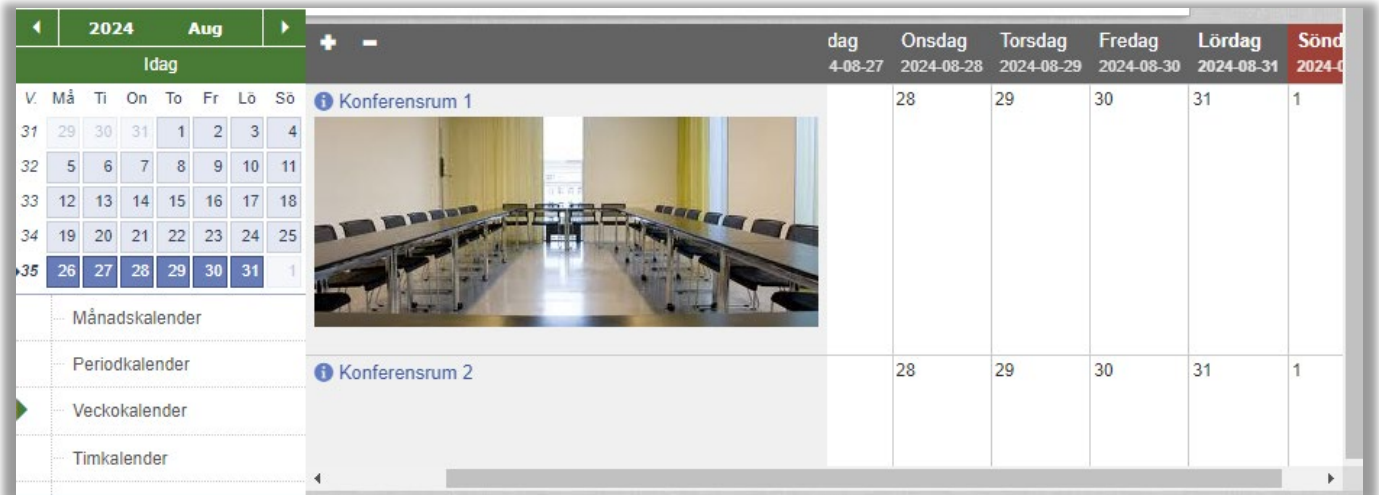 2024 Aug
Idag
V. Må Ti On To Fr Lö Sö
31 29 30 31 1 2 3 4
32 5 6 7 8 9 10 11
33 12 13 14 15 16 17 18
34 19 20 21 22 23 24 25
35 26 27 28 29 30 31 1
Månadskalender
Periodkalender
Veckokalender
Timkalender
+ −
dag Onsdag Torsdag Fredag Lördag Sönd
4-08-27 2024-08-28 2024-08-29 2024-08-30 2024-08-31 2024-0
Konferensrum 1 28 29 30 31 1
Konferensrum 2 28 29 30 31 1